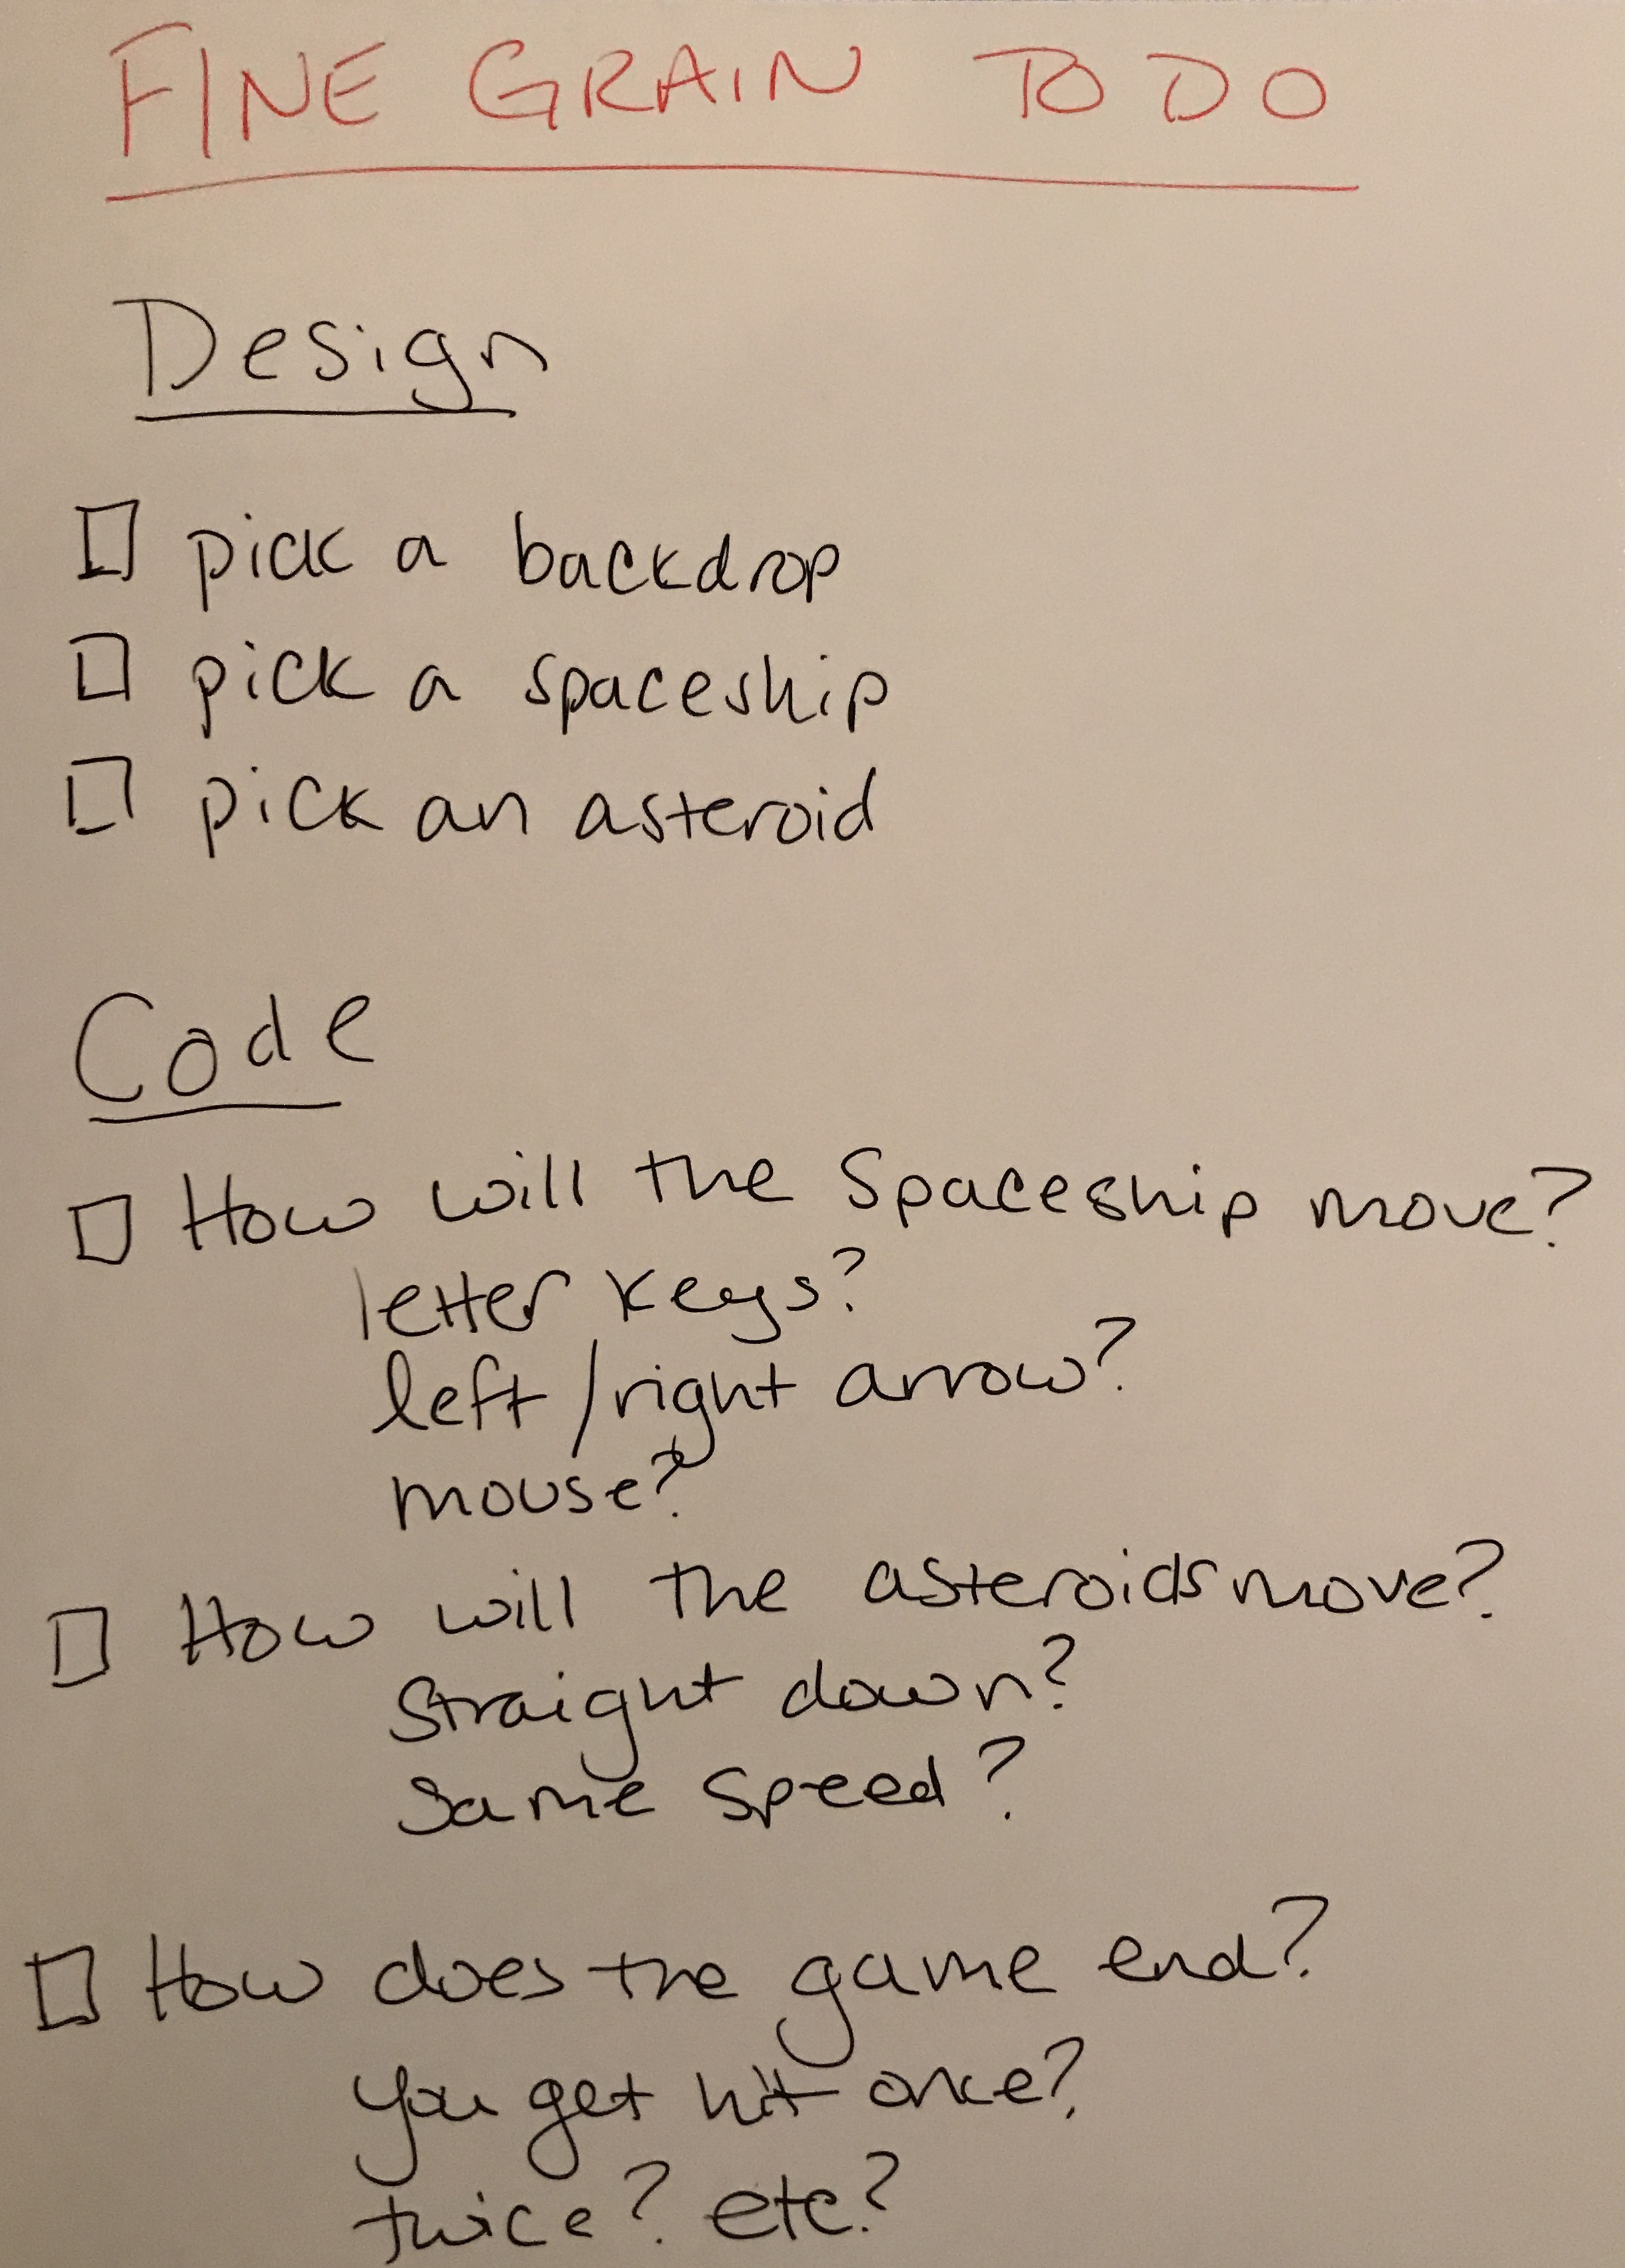 FINE GRAIN TO DO
Design
pick a backdrop
pick a spaceship
pick an asteroid
Code
How will the Spaceship move?
letter keys?
left/right arrow?
mouse?
How will the asteroids move?
Straight down?
Same Speed?
How does the game end?
you get hit once?
twice? etc?